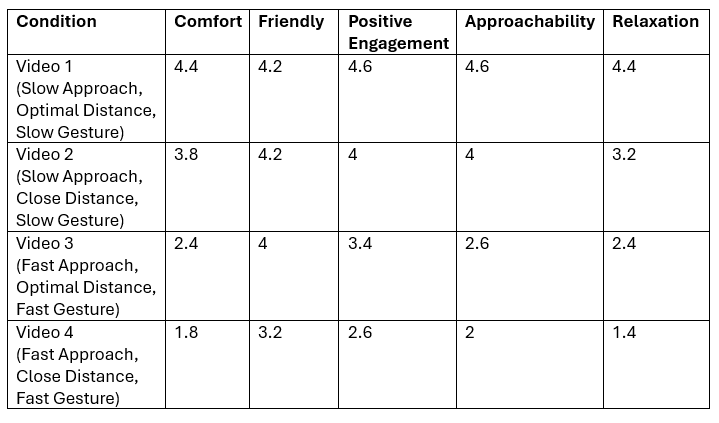 Condition Comfort Friendly Positive Engagement Approachability Relaxation
Video 1 4.4 4.2 4.6 4.6 4.4
(Slow Approach,
Optimal Distance,
Slow Gesture)
Video 2 3.8 4.2 4 4 3.2
(Slow Approach,
Close Distance,
Slow Gesture)
Video 3 2.4 4 3.4 2.6 2.4
(Fast Approach,
Optimal Distance,
Fast Gesture)
Video 4 1.8 3.2 2.6 2 1.4
(Fast Approach,
Close Distance,
Fast Gesture)